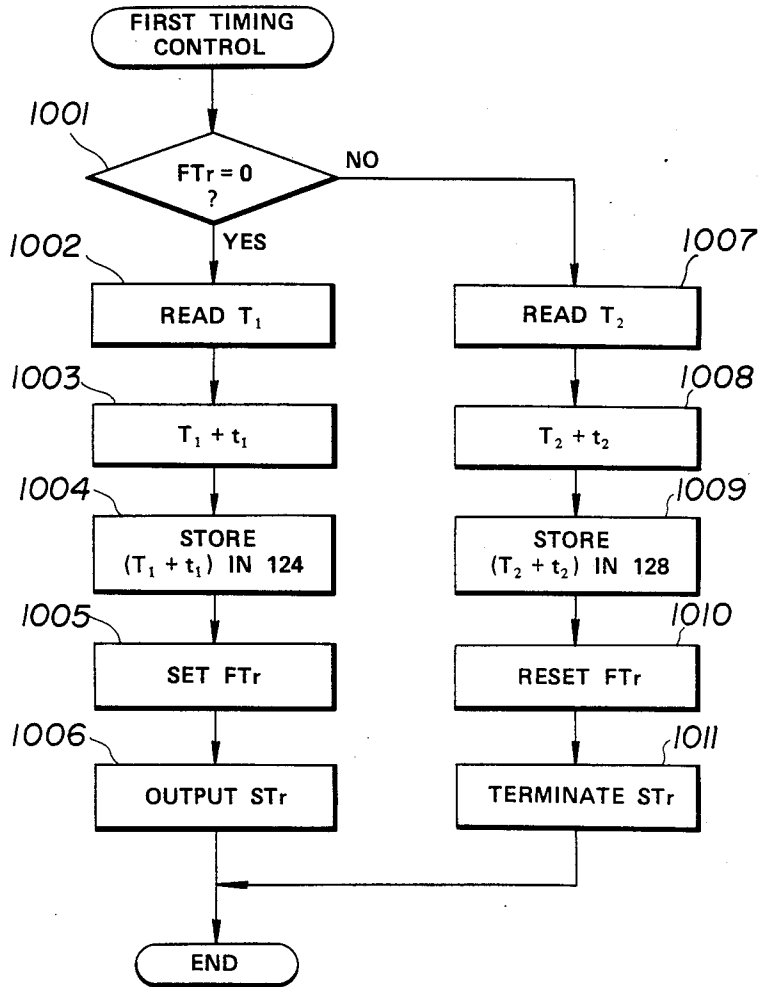 FIRST TIMING
CONTROL
1001
FTr = 0
?
NO
YES
1002
READ T₁
1003
T₁ + t₁
1004
STORE
(T₁ + t₁) IN 124
1005
SET FTr
1006
OUTPUT STr
1007
READ T₂
1008
T₂ + t₂
1009
STORE
(T₂ + t₂) IN 128
1010
RESET FTr
1011
TERMINATE STr
END